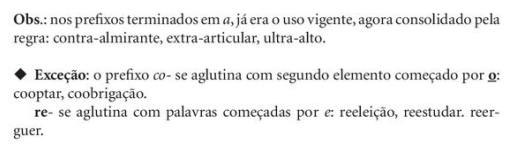 Obs.: nos prefixos terminados em a, já era o uso vigente, agora consolidado pela
regra: contra-almirante, extra-articular, ultra-alto.
◆ Exceção: o prefixo co- se aglutina com segundo elemento começado por o:
cooptar, coobrigação.
re- se aglutina com palavras começadas por e: reeleição, reestudar. reer-
guer.